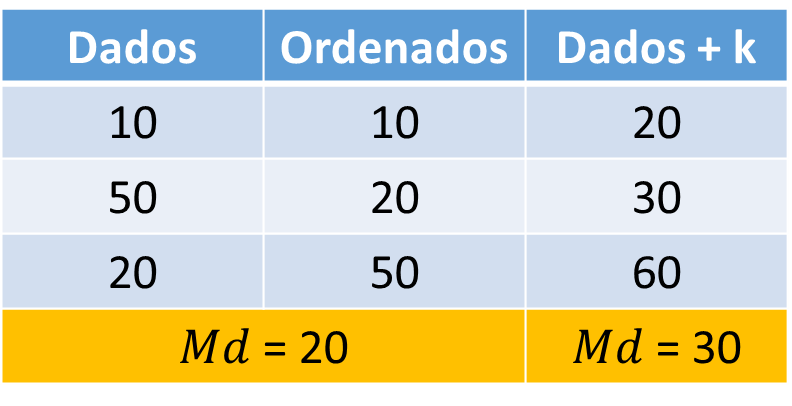 Dados Ordenados Dados + k
10 10 20
50 20 30
20 50 60
Md = 20 Md = 30